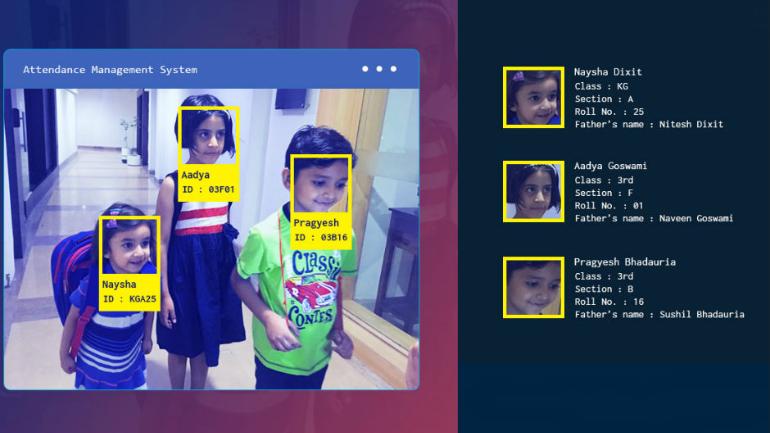 Attendance Management System
Aadya
ID : 03F01
Pragyesh
ID : 03B16
Naysha
ID : KGA25
CLASSIC
CONTES
Naysha Dixit
Class : KG
Section : A
Roll No. : 25
Father's name : Nitesh Dixit
Aadya Goswami
Class : 3rd
Section : F
Roll No. : 01
Father's name : Naveen Goswami
Pragyesh Bhadauria
Class : 3rd
Section : B
Roll No. : 16
Father's name : Sushil Bhadauria